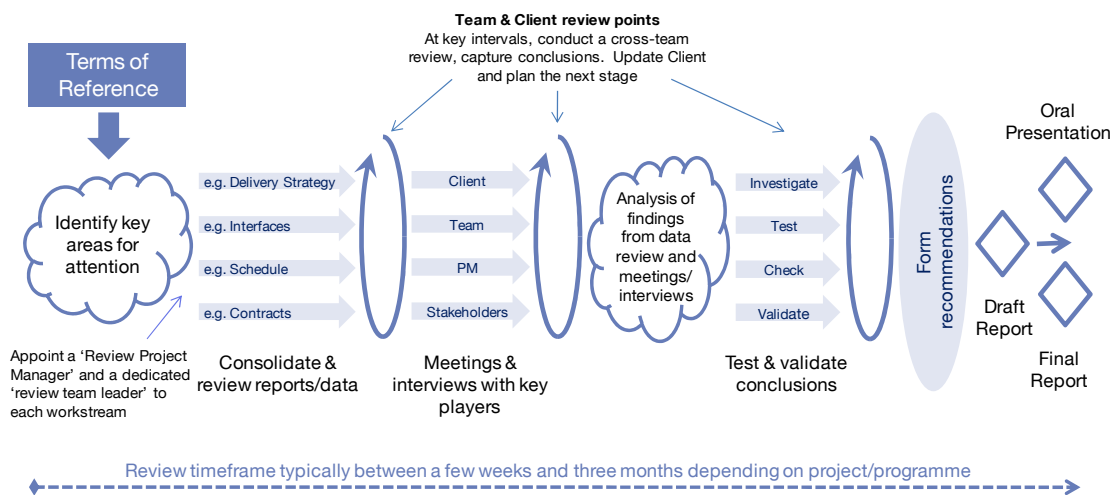 Team & Client review points
At key intervals, conduct a cross-team
review, capture conclusions.  Update Client
and plan the next stage
Terms of
Reference
Identify key
areas for
attention
Appoint a ‘Review Project
Manager’ and a dedicated
‘review team leader’ to
each workstream
e.g. Delivery Strategy
e.g. Interfaces
e.g. Schedule
e.g. Contracts
Consolidate &
review reports/data
Client
Team
PM
Stakeholders
Meetings &
interviews with key
players
Analysis of
findings
from data
review and
meetings/
interviews
Investigate
Test
Check
Validate
Test & validate
conclusions
Form
recommendations
Draft
Report
Oral
Presentation
Final
Report
Review timeframe typically between a few weeks and three months depending on project/programme